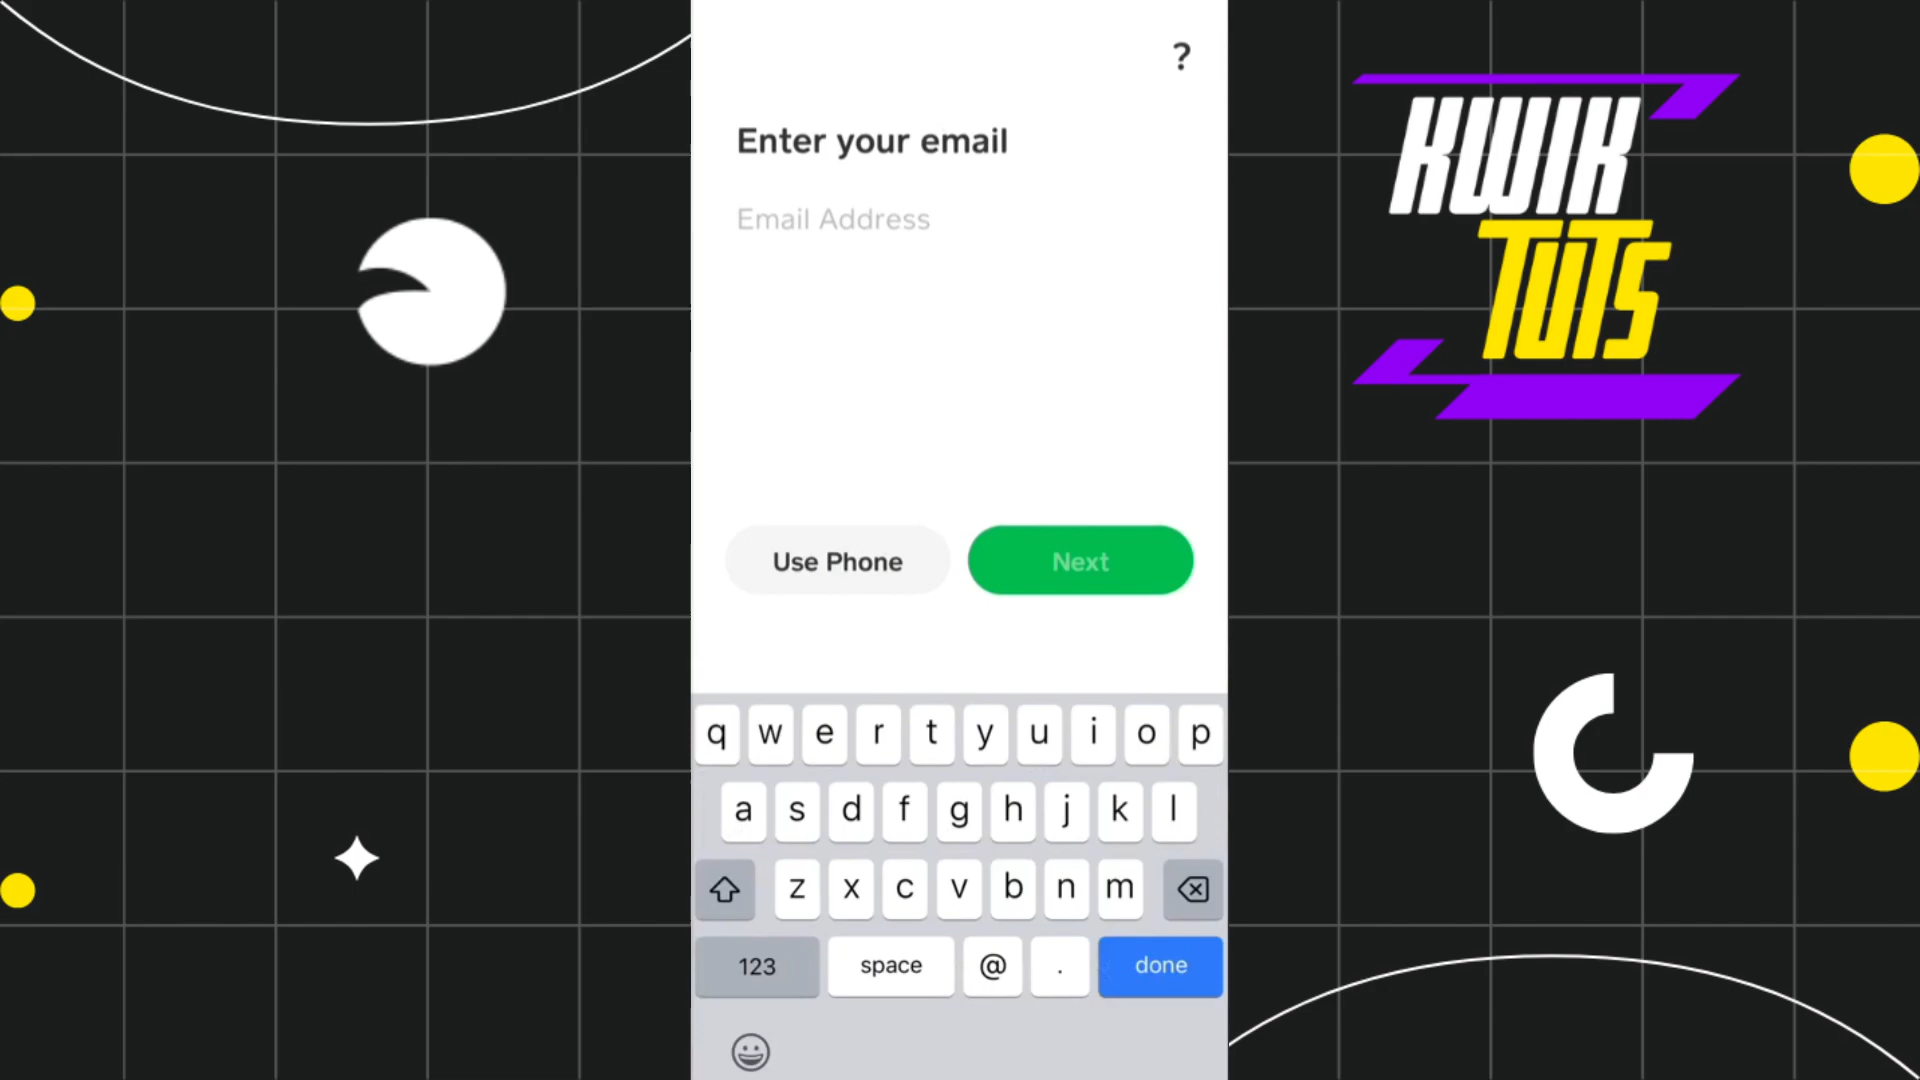 ?
Enter your email
Email Address
Use Phone
Next
q w e r t y u i o p
a s d f g h j k l
z x c v b n m
123 space @ . done
KWIK
TUTS